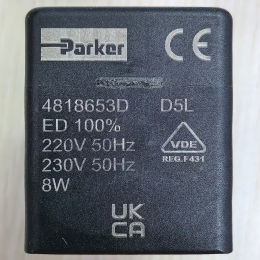 Parker CE
4818653D D5L
ED 100%
220V 50Hz
230V 50Hz
8W
VDE
REG.F431
UK
CA